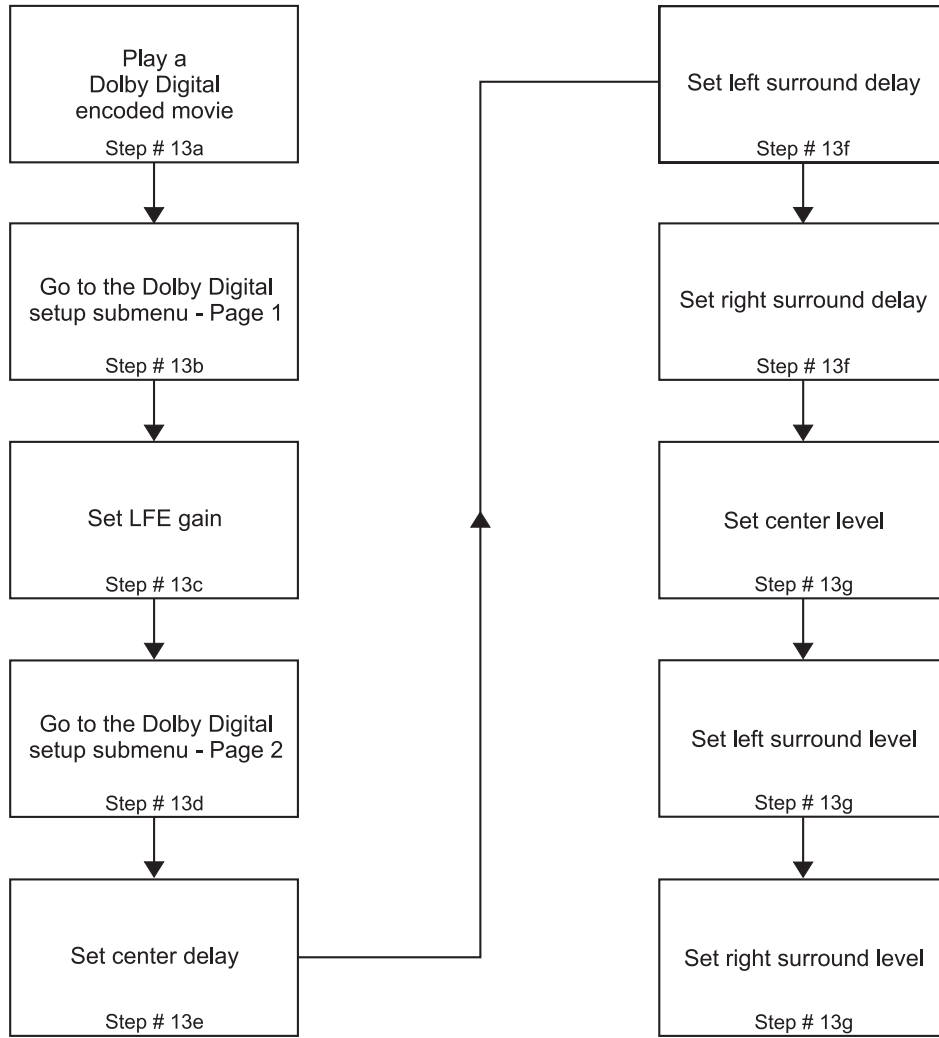 Play a
Dolby Digital
encoded movie
Step # 13a
Go to the Dolby Digital
setup submenu - Page 1
Step # 13b
Set LFE gain
Step # 13c
Go to the Dolby Digital
setup submenu - Page 2
Step # 13d
Set center delay
Step # 13e
Set left surround delay
Step # 13f
Set right surround delay
Step # 13f
Set center level
Step # 13g
Set left surround level
Step # 13g
Set right surround level
Step # 13g